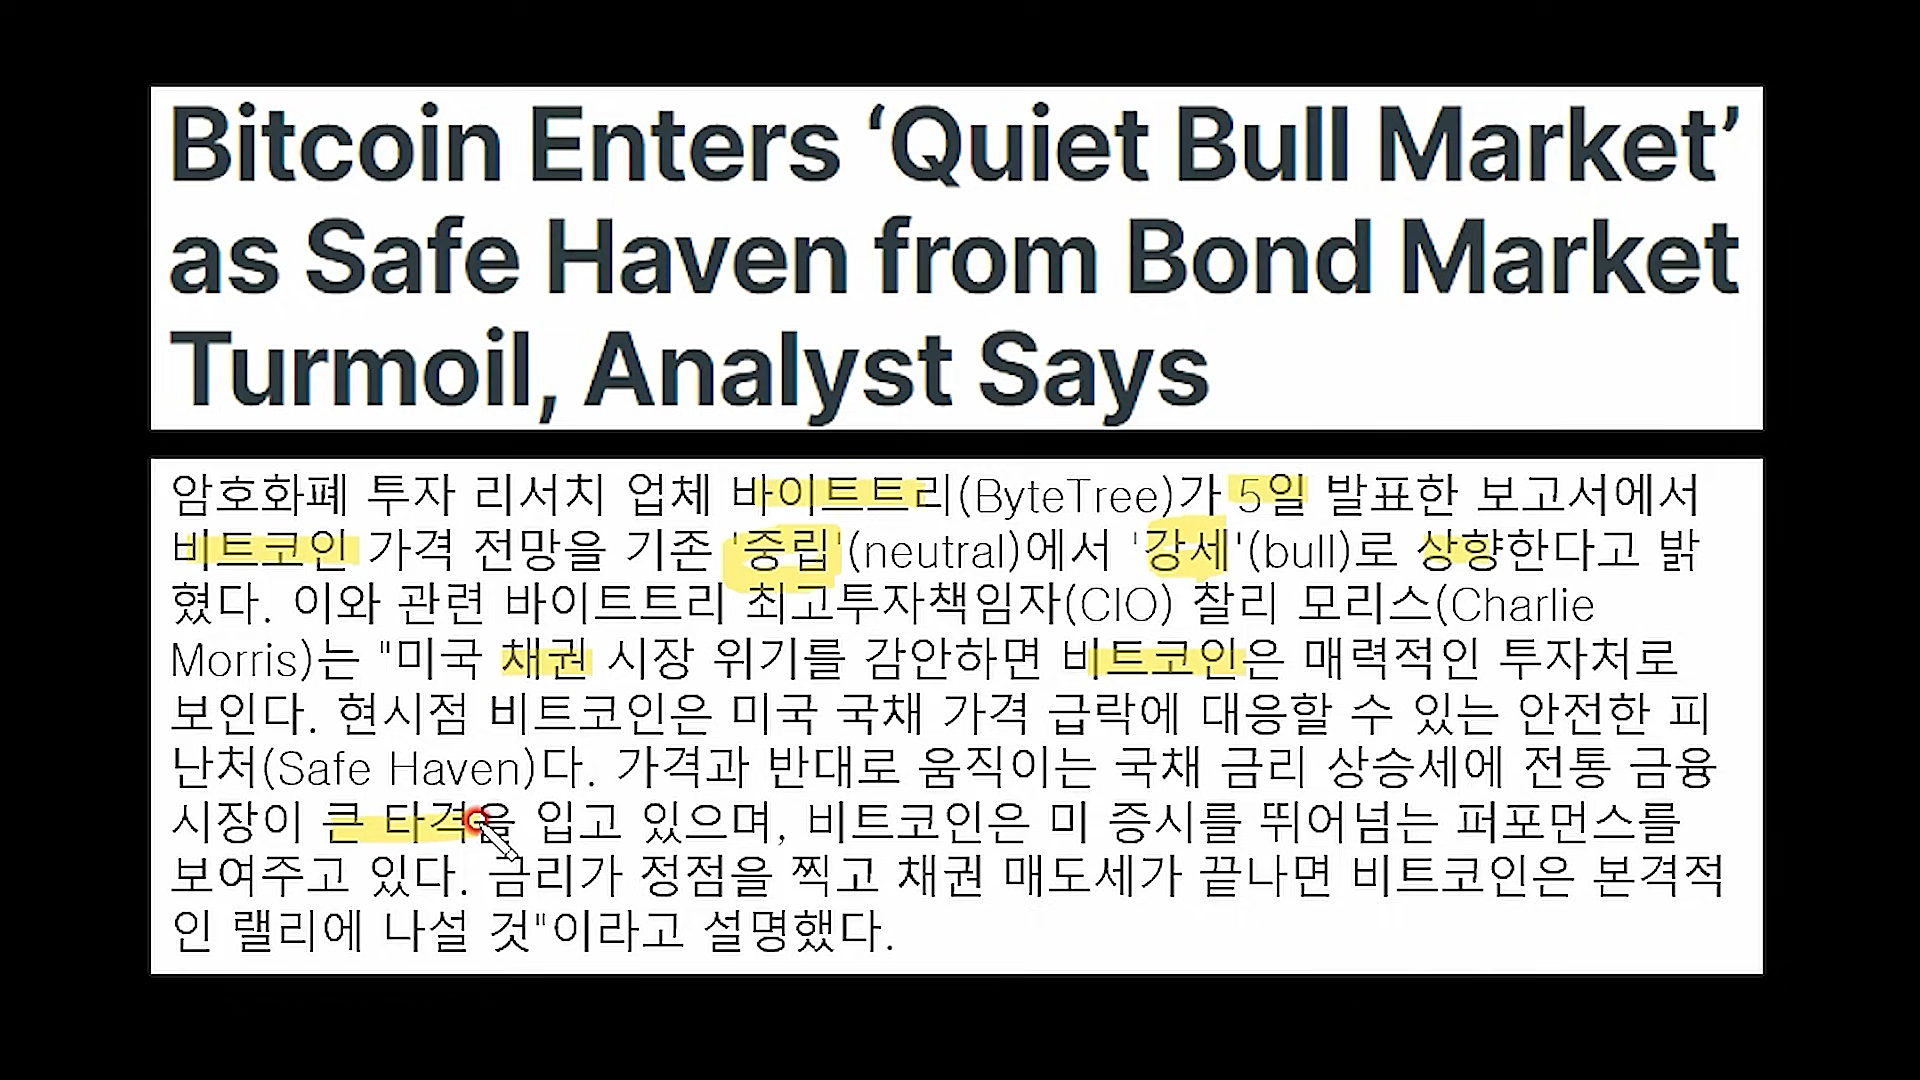 Bitcoin Enters ‘Quiet Bull Market’
as Safe Haven from Bond Market
Turmoil, Analyst Says
암호화폐 투자 리서치 업체 바이트트리(ByteTree)가 5일 발표한 보고서에서
비트코인 가격 전망을 기존 '중립'(neutral)에서 '강세'(bull)로 상향한다고 밝
혔다. 이와 관련 바이트트리 최고투자책임자(CIO) 찰리 모리스(Charlie
Morris)는 "미국 채권 시장 위기를 감안하면 비트코인은 매력적인 투자처로
보인다. 현시점 비트코인은 미국 국채 가격 급락에 대응할 수 있는 안전한 피
난처(Safe Haven)다. 가격과 반대로 움직이는 국채 금리 상승세에 전통 금융
시장이 큰 타격을 입고 있으며, 비트코인은 미 증시를 뛰어넘는 퍼포먼스를
보여주고 있다. 금리가 정점을 찍고 채권 매도세가 끝나면 비트코인은 본격적
인 랠리에 나설 것"이라고 설명했다.